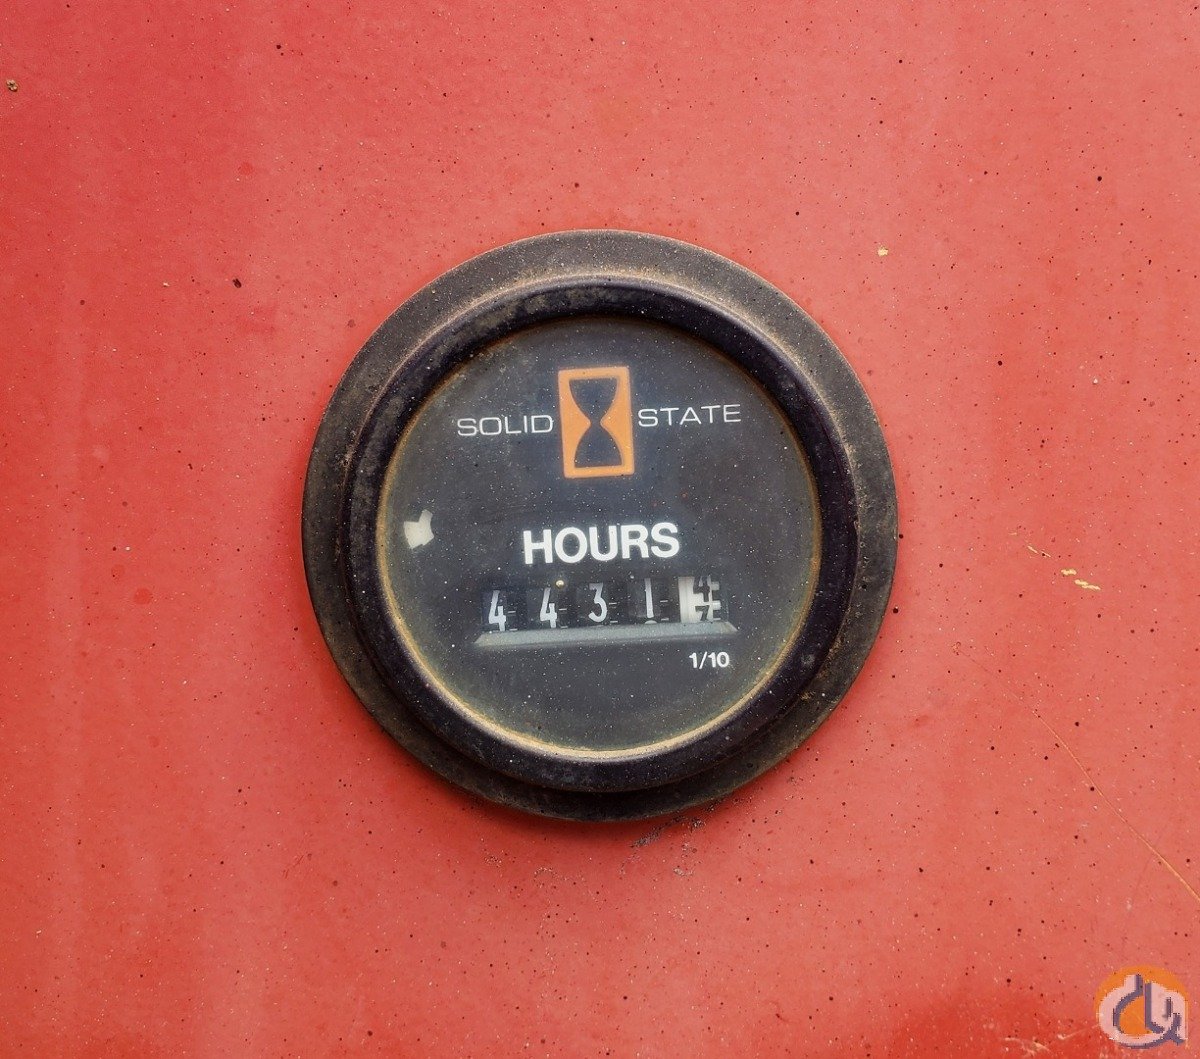 SOLID STATE
HOURS
4431
1/10